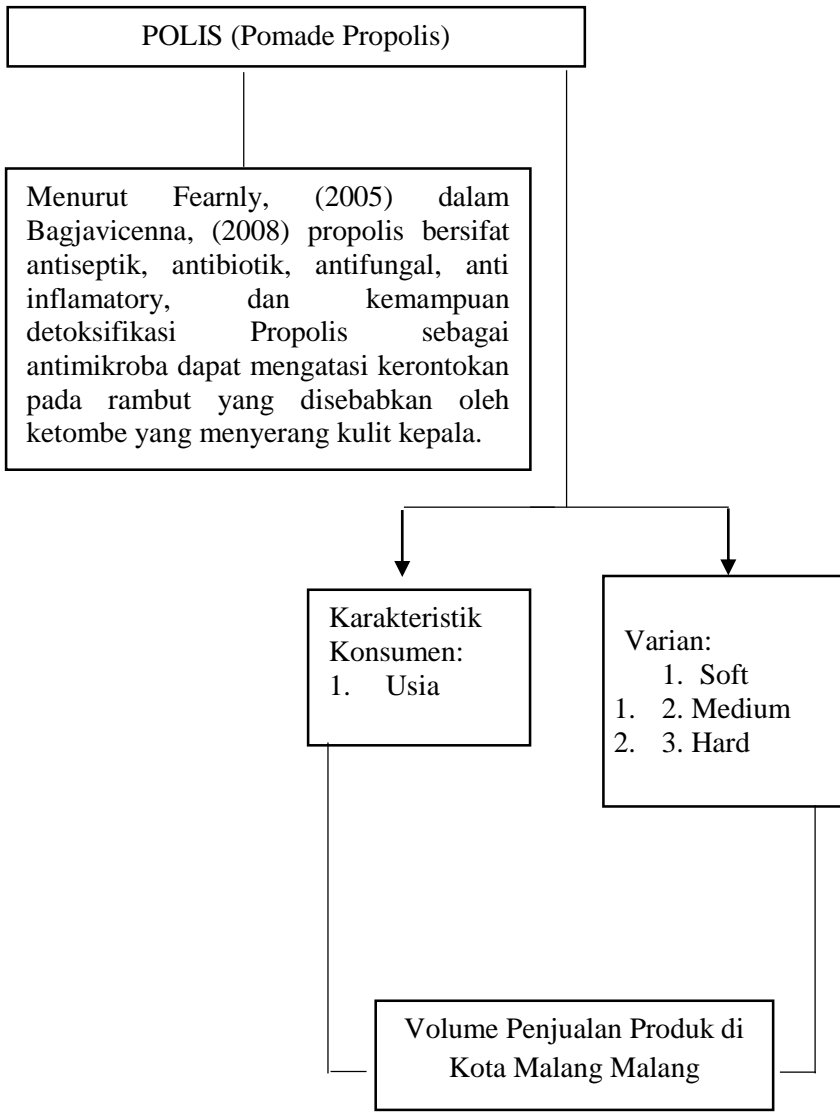 POLIS (Pomade Propolis)
Menurut Fearnly, (2005) dalam
Bagjavicenna, (2008) propolis bersifat
antiseptik, antibiotik, antifungal, anti
inflamatory, dan kemampuan
detoksifikasi Propolis sebagai
antimikroba dapat mengatasi kerontokan
pada rambut yang disebabkan oleh
ketombe yang menyerang kulit kepala.
Karakteristik
Konsumen:
1. Usia
Varian:
1. Soft
1. 2. Medium
2. 3. Hard
Volume Penjualan Produk di
Kota Malang Malang